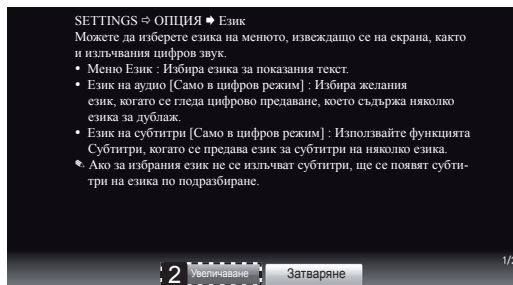 SETTINGS ⇨ ОПЦИЯ ➡ Език
Можете да изберете езика на менюто, извеждащо се на екрана, както
и излъчвания цифров звук.
• Меню Език : Избира езика за показания текст.
• Език на аудио [Само в цифров режим] : Избира желания
език, когато се гледа цифрово предаване, което съдържа няколко
езика за дублаж.
• Език на субтитри [Само в цифров режим] : Използвайте функцията
Субтитри, когато се предава език за субтитри на няколко езика.
✎ Ако за избрания език не се излъчват субтитри, ще се появят субти-
три на езика по подразбиране.
1/2
2 Увеличаване Затваряне